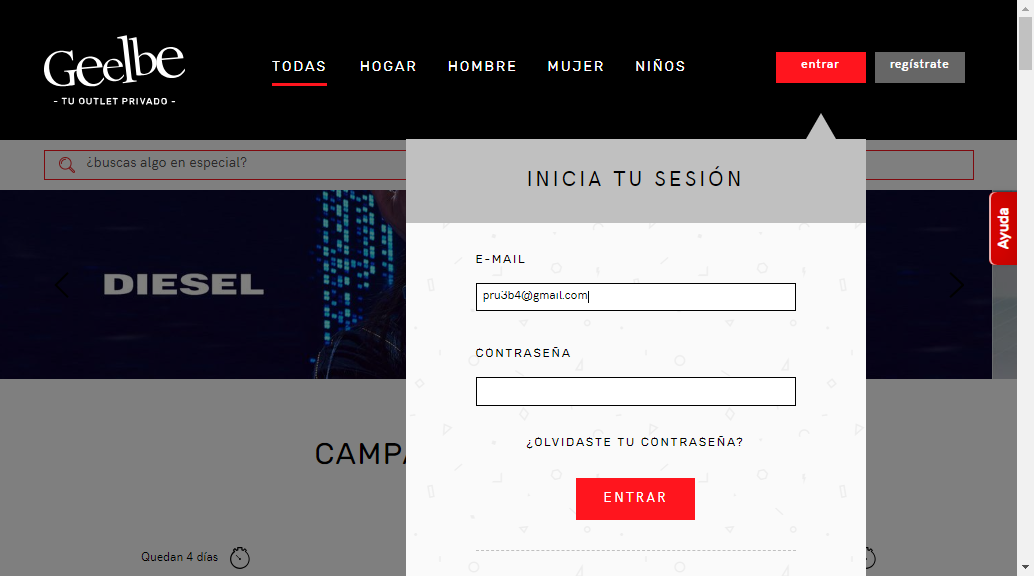 Geelbe
- TU OUTLET PRIVADO -
TODAS HOGAR HOMBRE MUJER NIÑOS
entrar regístrate
¿buscas algo en especial?
INICIA TU SESIÓN
Ayuda
DIESEL
E-MAIL
pru3b4@gmail.com
CONTRASEÑA
¿OLVIDASTE TU CONTRASEÑA?
CAMPA
ENTRAR
Quedan 4 días